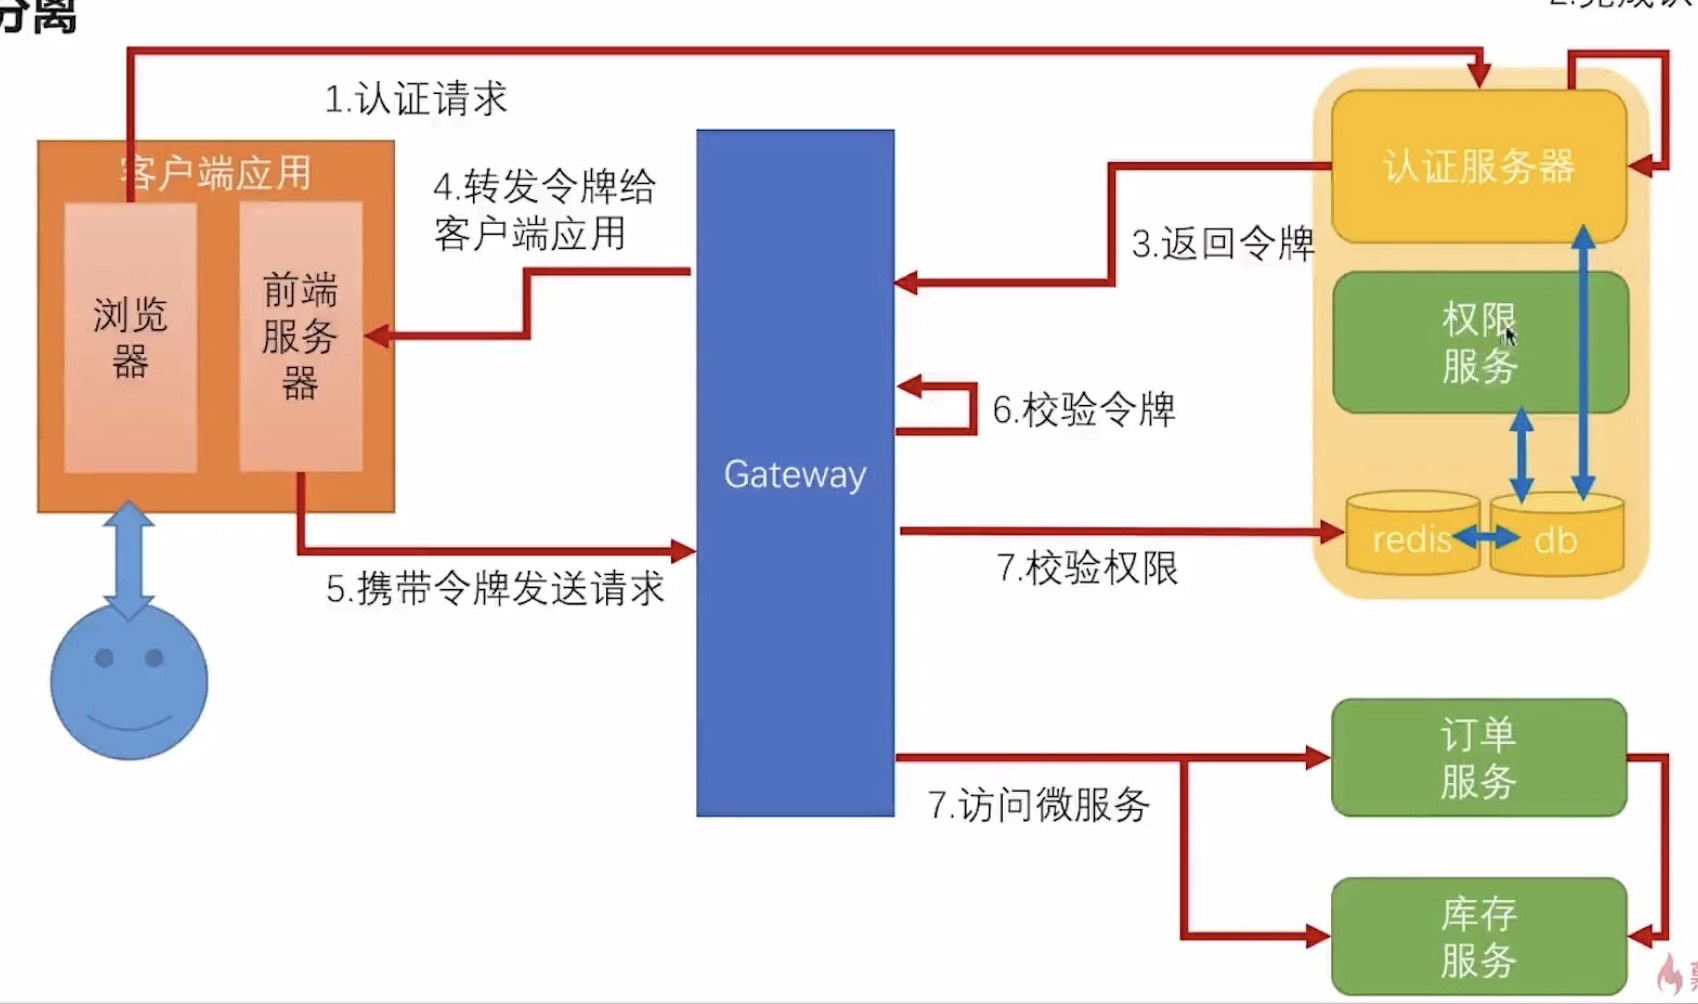 分离
1.认证请求
客户端应用
浏览
器
前端
服务
器
4.转发令牌给
客户端应用
3.返回令牌
认证服务器
权限
服务
Gateway
6.校验令牌
redis
db
7.校验权限
5.携带令牌发送请求
7.访问微服务
订单
服务
库存
服务